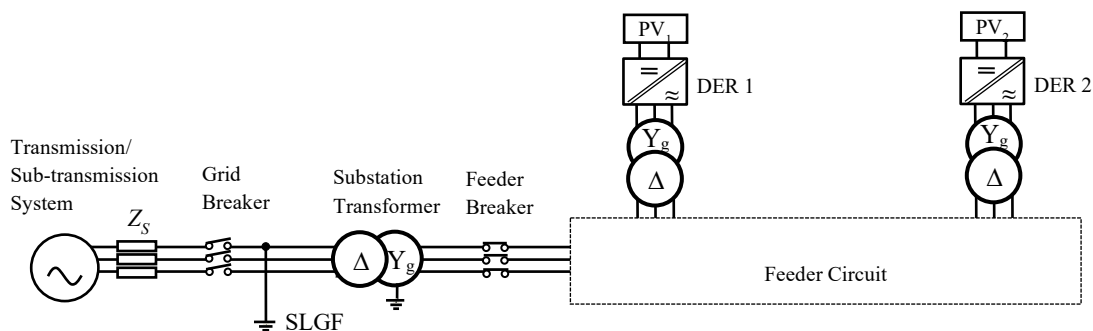 PV1
PV2
DER 1
DER 2
Yg
Yg
Δ
Δ
Transmission/
Sub-transmission
System
Grid
Breaker
Substation
Transformer
Feeder
Breaker
ZS
Δ
Yg
Feeder Circuit
SLGF